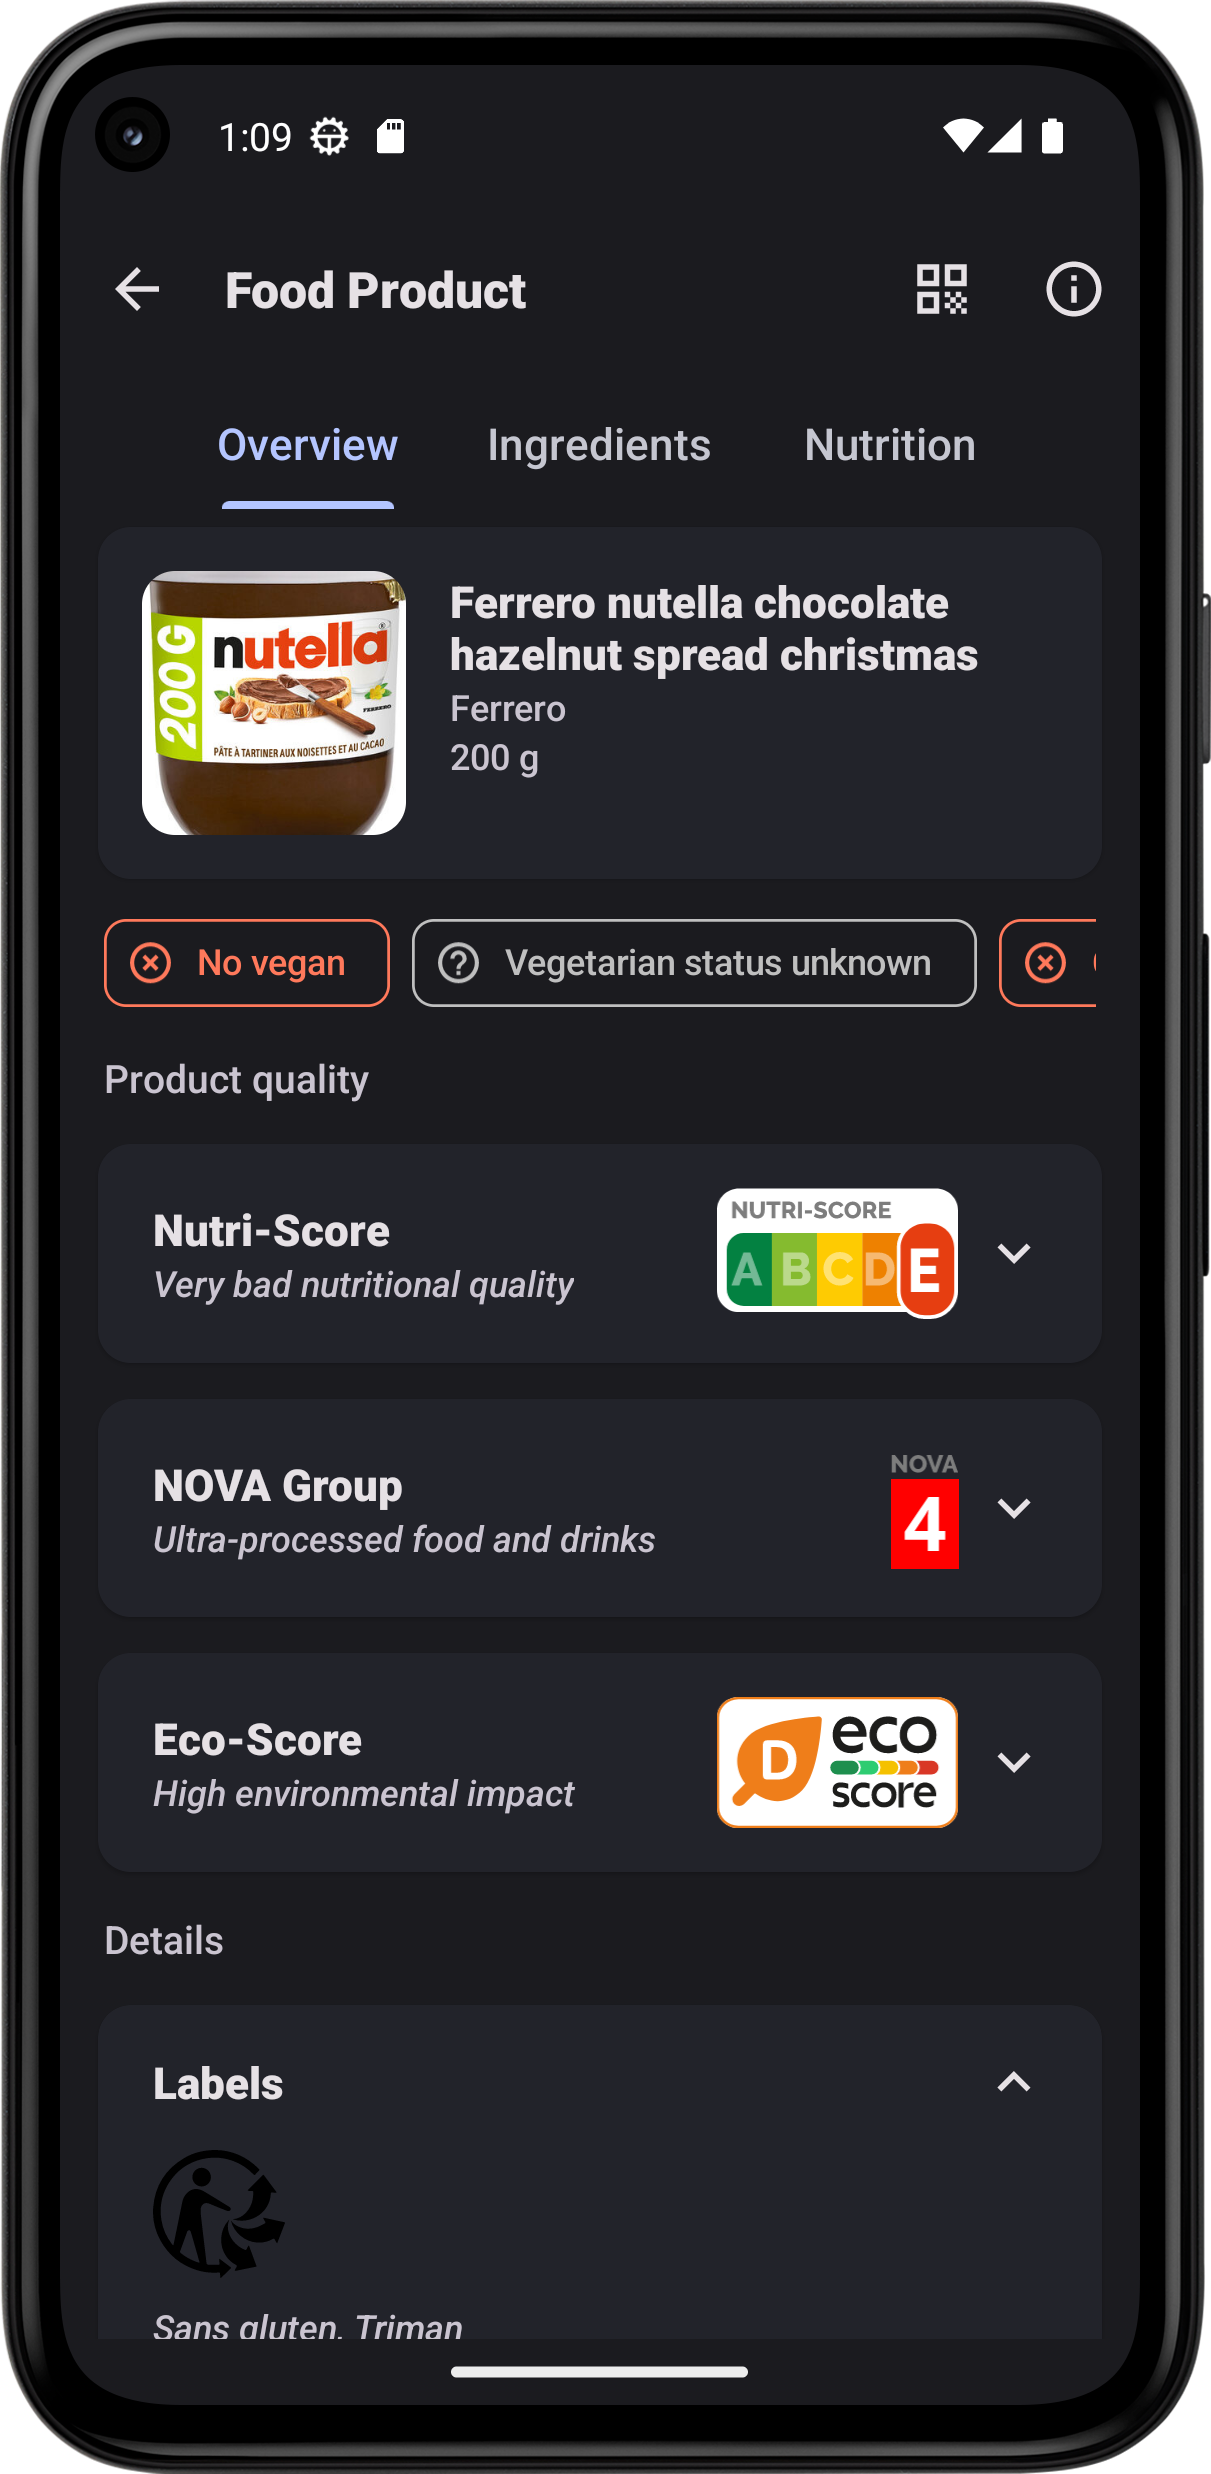 1:09
Food Product
Overview Ingredients Nutrition
200 G
nutella
FERRERO
PÂTE À TARTINER AUX NOISETTES ET AU CACAO
Ferrero nutella chocolate
hazelnut spread christmas
Ferrero
200 g
No vegan
Vegetarian status unknown
Product quality
Nutri-Score
Very bad nutritional quality
NUTRI-SCORE
A B C D E
NOVA Group
Ultra-processed food and drinks
NOVA
4
Eco-Score
High environmental impact
D
eco
score
Details
Labels
Sans gluten, Triman